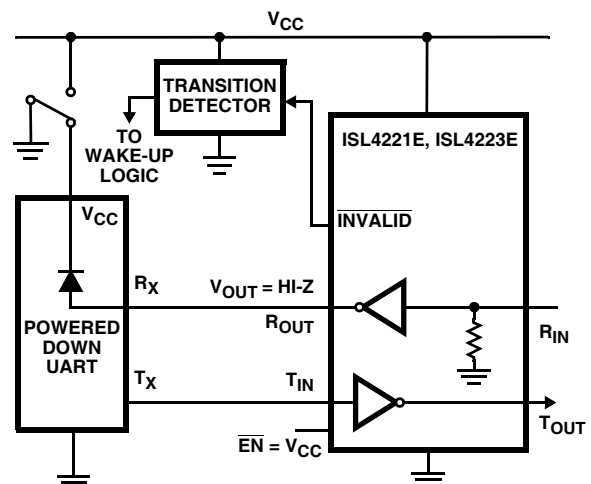 VCC
TRANSITION
DETECTOR
TO
WAKE-UP
LOGIC
ISL4221E, ISL4223E
INVALID
VCC
RX
VOUT = HI-Z
ROUT
RIN
POWERED
DOWN
UART
TX
TIN
TOUT
EN = VCC